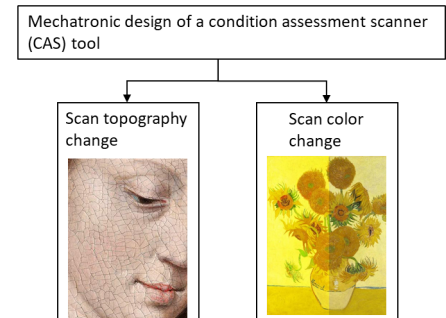 Mechatronic design of a condition assessment scanner
(CAS) tool
Scan topography
change
Scan color
change